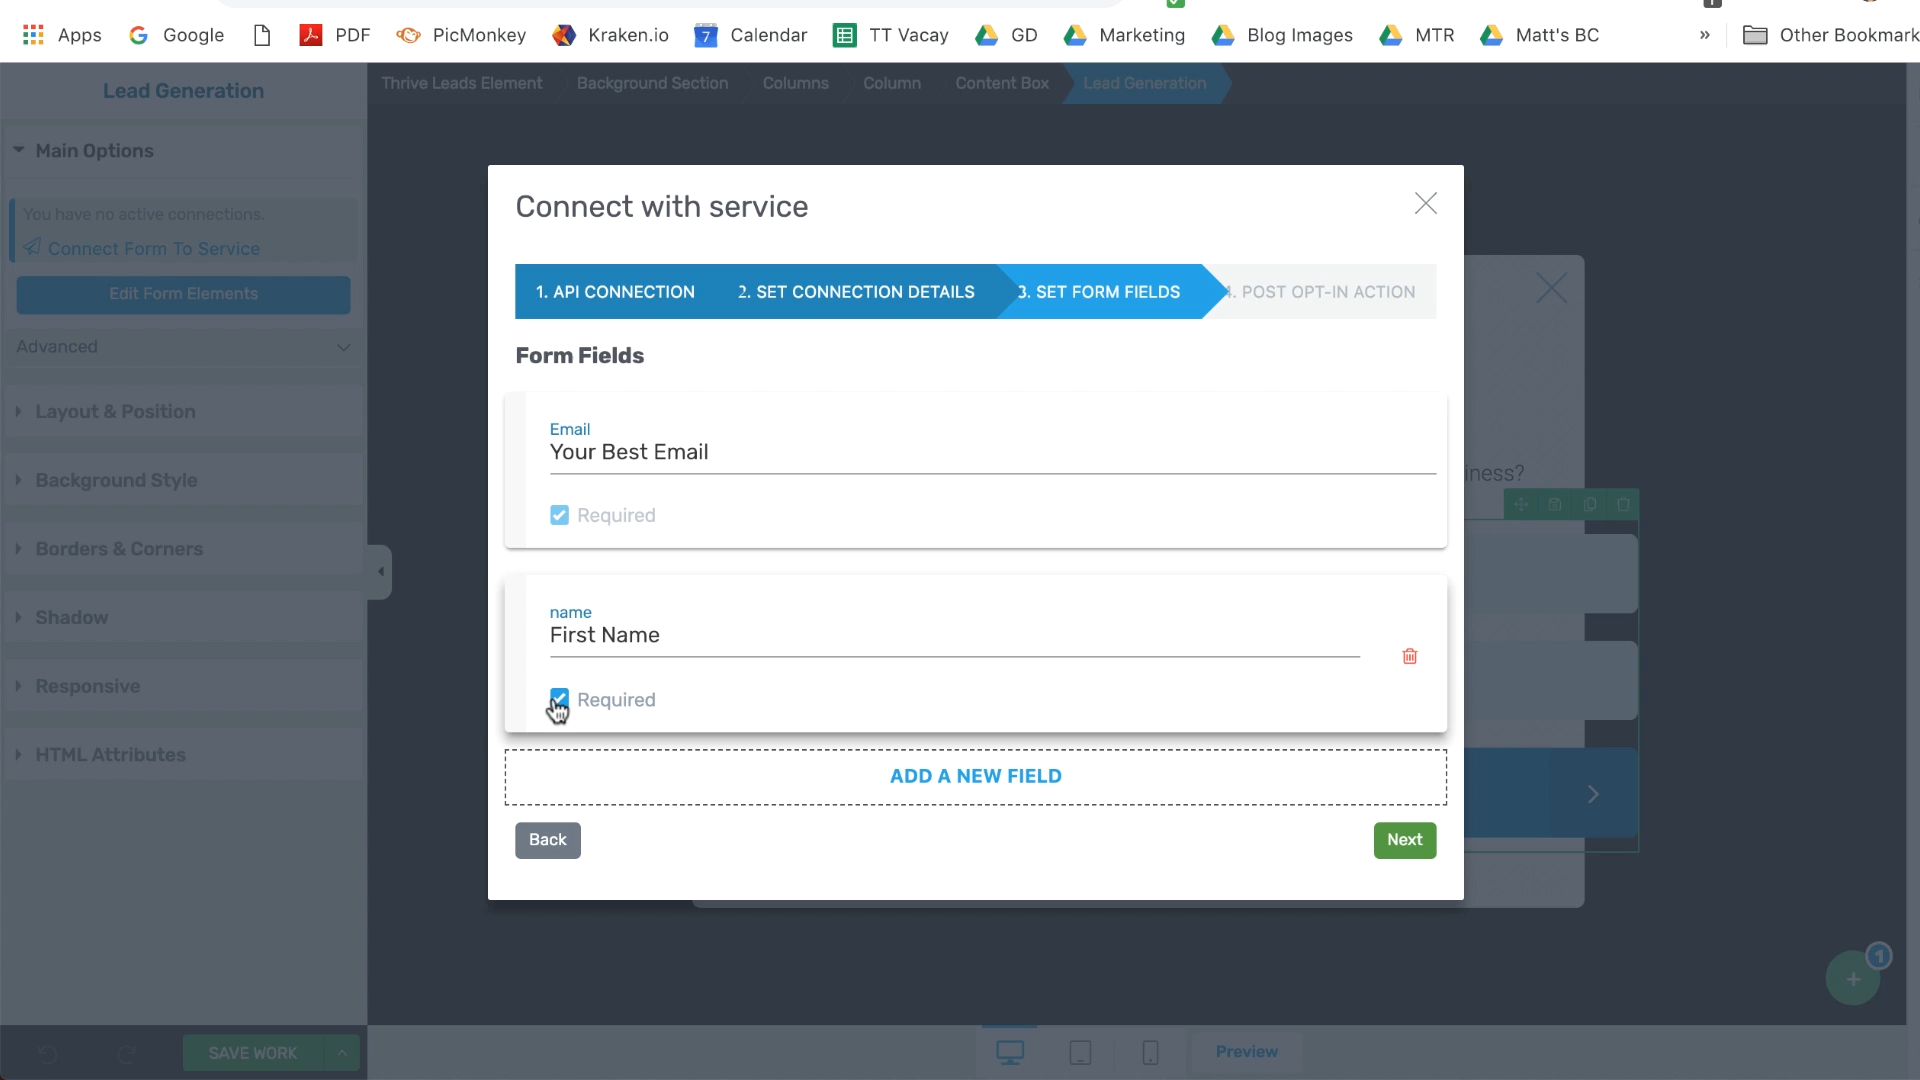 Apps Google PDF PicMonkey Kraken.io 7 Calendar TT Vacay GD Marketing Blog Images MTR Matt's BC » Other Bookmark
Lead Generation
Thrive Leads Element Background Section Columns Column Content Box Lead Generation
Main Options
You have no active connections.
Connect Form To Service
Edit Form Elements
Advanced
Layout & Position
Background Style
Borders & Corners
Shadow
Responsive
HTML Attributes
Connect with service
1. API CONNECTION 2. SET CONNECTION DETAILS 3. SET FORM FIELDS 4. POST OPT-IN ACTION
Form Fields
Email
Your Best Email
Required
name
First Name
Required
ADD A NEW FIELD
Back Next
iness?
1
SAVE WORK
Preview